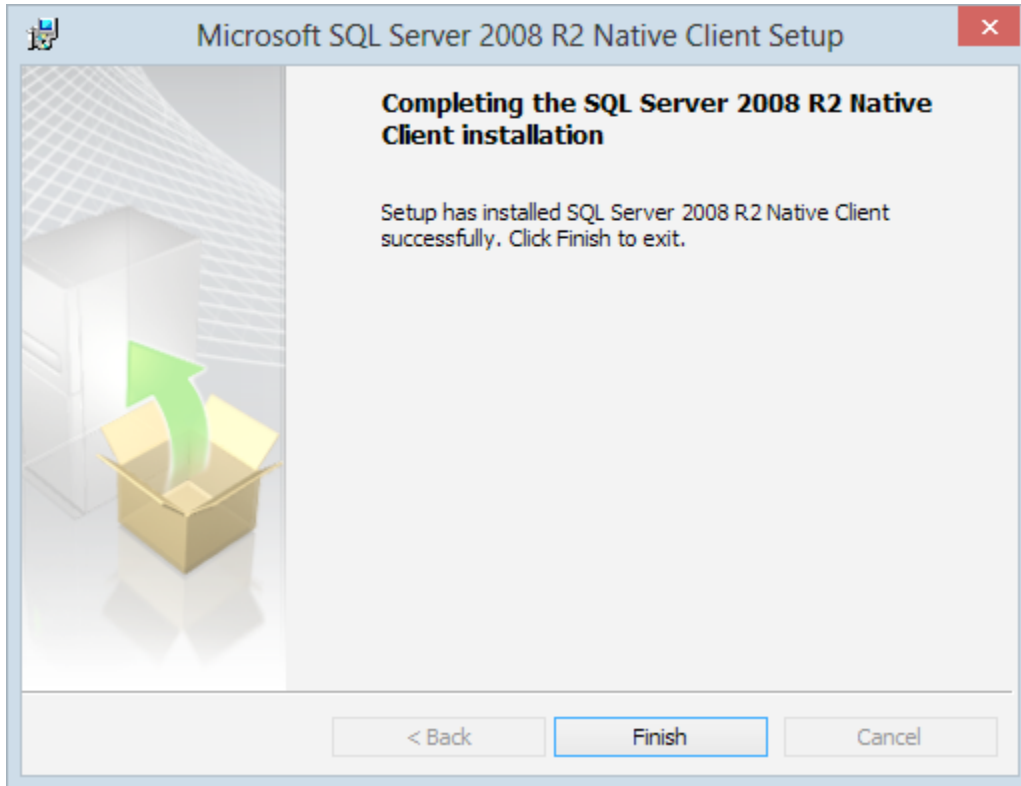 Microsoft SQL Server 2008 R2 Native Client Setup
Completing the SQL Server 2008 R2 Native
Client installation
Setup has installed SQL Server 2008 R2 Native Client
successfully. Click Finish to exit.
< Back
Finish
Cancel